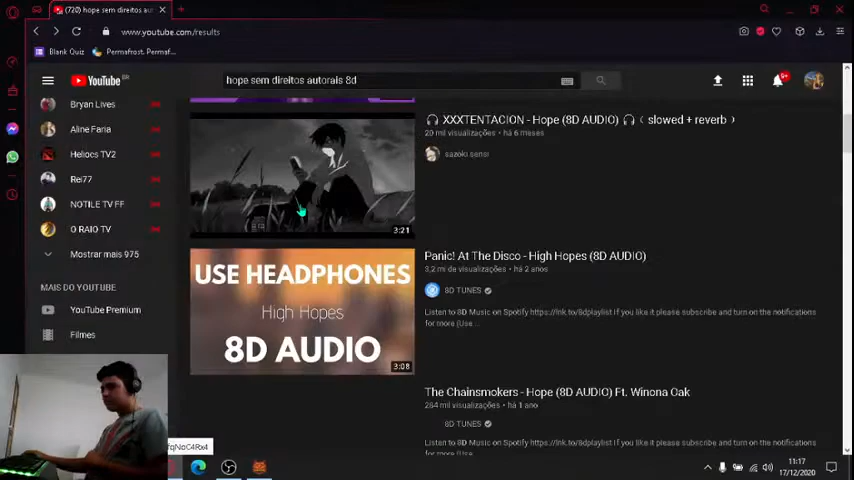 (720) hope sem direitos auto
www.youtube.com/results
Blank Quiz
Permafrost. Permaf...
YouTube BR
hope sem direitos autorais 8d
9+
Bryan Lives
Aline Faria
Heliocs TV2
Rei77
NOTILE TV FF
O RAIO TV
Mostrar mais 975
MAIS DO YOUTUBE
YouTube Premium
Filmes
3:21
XXXTENTACION - Hope (8D AUDIO) ( slowed + reverb )
20 mil visualizações • há 6 meses
sazoki sensi
USE HEADPHONES
High Hopes
8D AUDIO
3:08
Panic! At The Disco - High Hopes (8D AUDIO)
3,2 mi de visualizações • há 2 anos
8D TUNES
Listen to 8D Music on Spotify https://lnk.to/8dplaylist If you like it please subscribe and turn on the notifications
for more (Use ...
The Chainsmokers - Hope (8D AUDIO) Ft. Winona Oak
264 mil visualizações • há 1 ano
8D TUNES
Listen to 8D Music on Spotify https://lnk.to/8dplaylist If you like it please subscribe and turn on the notifications
11:17
17/12/2020